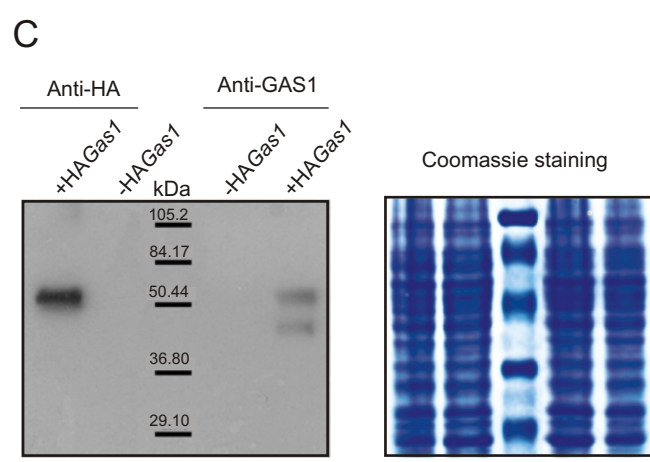 C
Anti-HA Anti-GAS1
+HAGas1 -HAGas1 -HAGas1 +HAGas1
Coomassie staining
kDa
105.2
84.17
50.44
36.80
29.10